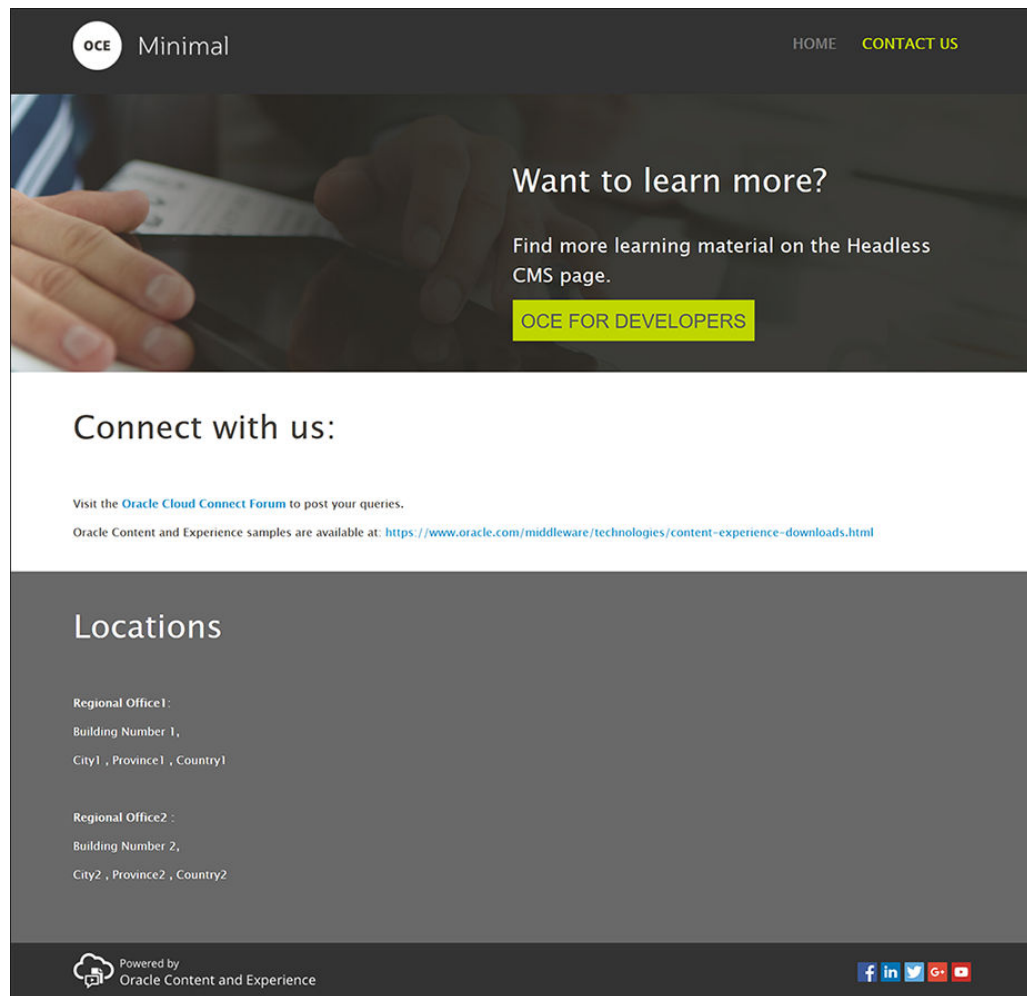 OCE Minimal HOME CONTACT US
Want to learn more?
Find more learning material on the Headless
CMS page.
OCE FOR DEVELOPERS
Connect with us:
Visit the Oracle Cloud Connect Forum to post your queries.
Oracle Content and Experience samples are available at: https://www.oracle.com/middleware/technologies/content-experience-downloads.html
Locations
Regional Office1:
Building Number 1,
City1 , Province1 , Country1
Regional Office2 :
Building Number 2,
City2 , Province2 , Country2
Powered by
Oracle Content and Experience
f in G+